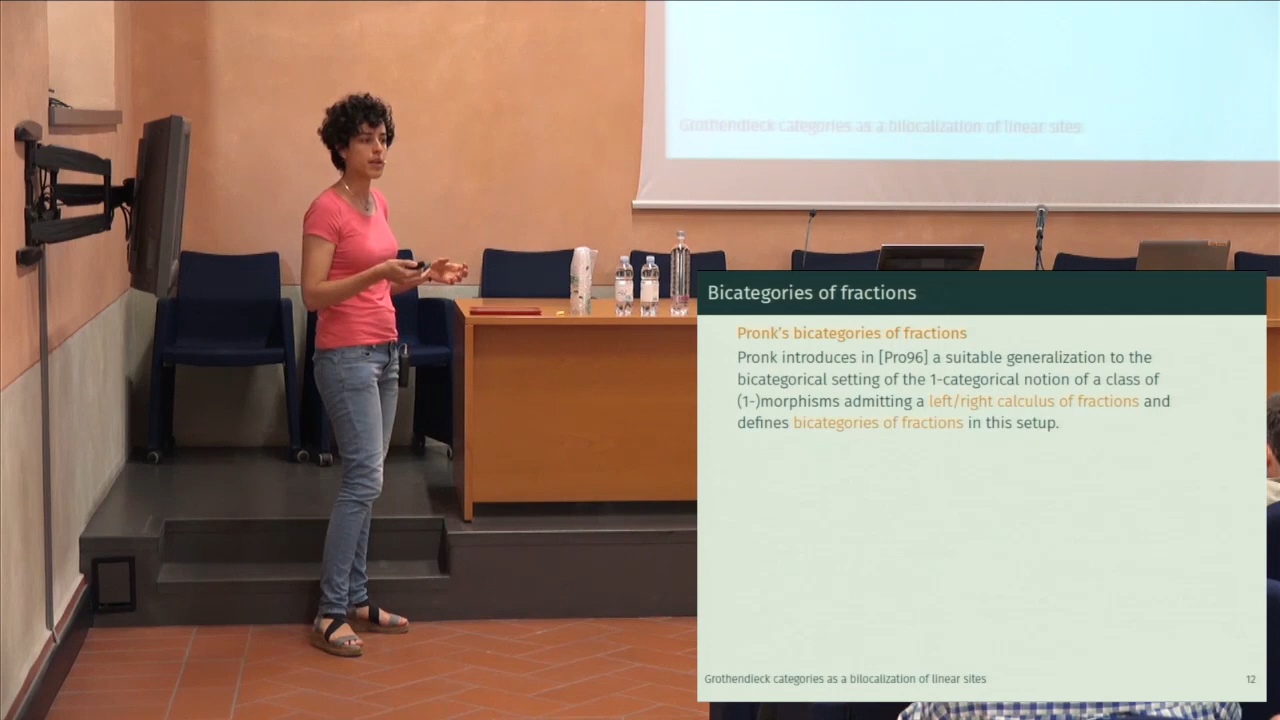 Grothendieck categories as a bilocalization of linear sites
Bicategories of fractions
Pronk's bicategories of fractions
Pronk introduces in [Pro96] a suitable generalization to the
bicategorical setting of the 1-categorical notion of a class of
(1-)morphisms admitting a left/right calculus of fractions and
defines bicategories of fractions in this setup.
Grothendieck categories as a bilocalization of linear sites
12